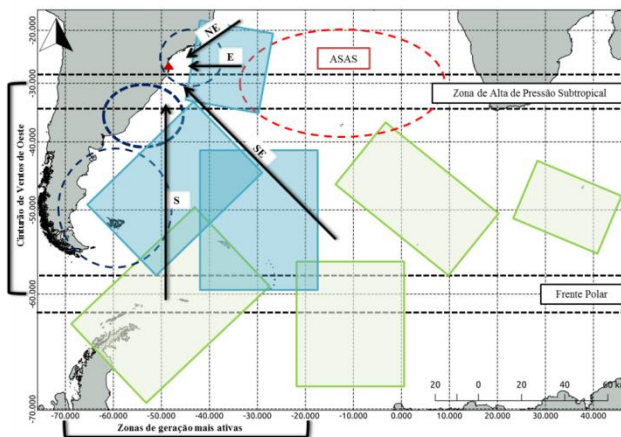 -20.000
NE
ASAS
E
-30.000
Zona de Alta de Pressão Subtropical
Cinturão de Ventos de Oeste
-40.000
SE
S
-50.000
Frente Polar
-60.000
20 0 20 40 60 km
-70.000
-70.000 -60.000 -50.000 -40.000 -30.000 -20.000 -10.000 0.000 10.000 20.000 30.000 40.000
Zonas de geração mais ativas